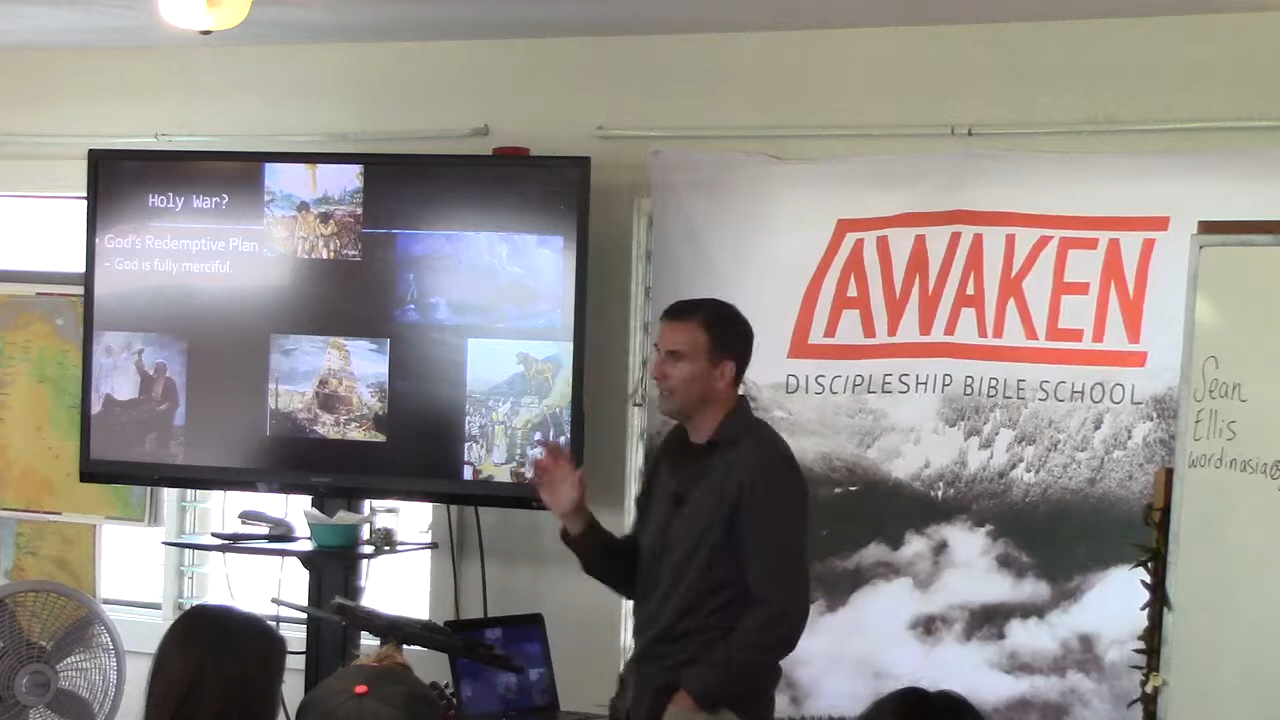 Holy War?
God's Redemptive Plan
– God is fully merciful.
AWAKEN
DISCIPLESHIP BIBLE SCHOOL
Sean
Ellis
wordinasia@